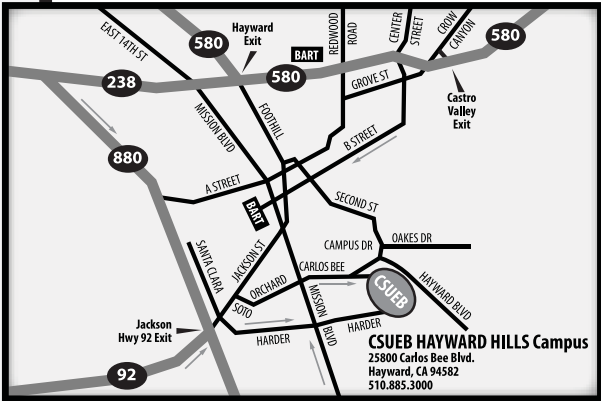 EAST 14TH ST
580
Hayward
Exit
BART
REDWOOD
ROAD
CENTER
STREET
CROW
CANYON
580
238
580
GROVE ST
Castro
Valley
Exit
MISSION BLVD
FOOTHILL
880
B STREET
A STREET
BART
SECOND ST
SANTA CLARA
JACKSON ST
CAMPUS DR
OAKES DR
CARLOS BEE
ORCHARD
CSUEB
HAYWARD BLVD
SOTO
MISSION
BLVD
Jackson
Hwy 92 Exit
HARDER
HARDER
92
CSUEB HAYWARD HILLS Campus
25800 Carlos Bee Blvd.
Hayward, CA 94582
510.885.3000